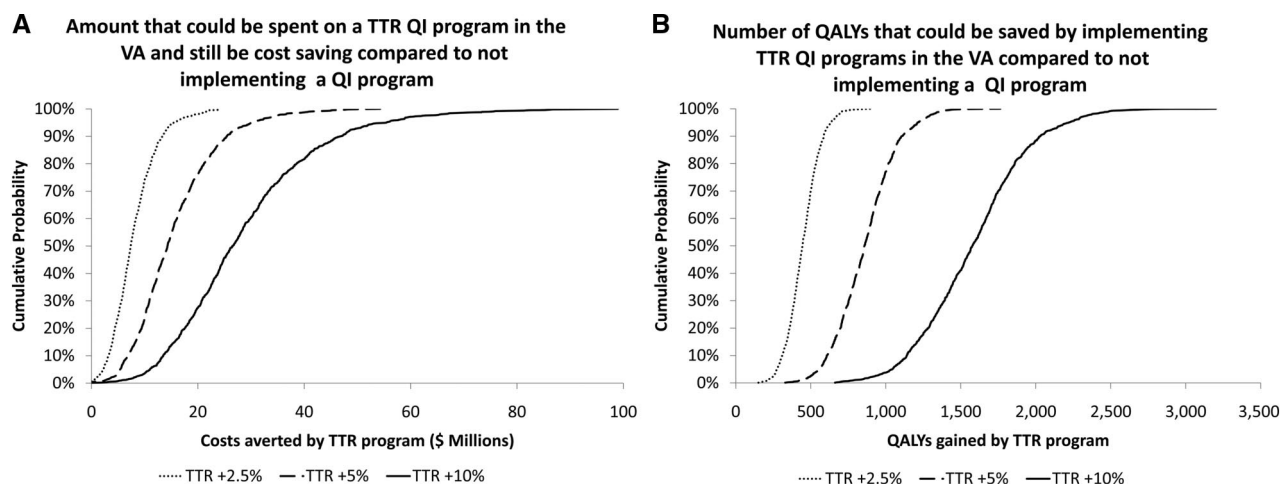 A
Amount that could be spent on a TTR QI program in the
VA and still be cost saving compared to not
implementing a QI program
Cumulative Probability
100%
90%
80%
70%
60%
50%
40%
30%
20%
10%
0%
0 20 40 60 80 100
Costs averted by TTR program ($ Millions)
TTR +2.5% TTR +5% TTR +10%
B
Number of QALYs that could be saved by implementing
TTR QI programs in the VA compared to not
implementing a QI program
Cumulative Probability
100%
90%
80%
70%
60%
50%
40%
30%
20%
10%
0%
0 500 1,000 1,500 2,000 2,500 3,000 3,500
QALYs gained by TTR program
TTR +2.5% TTR +5% TTR +10%